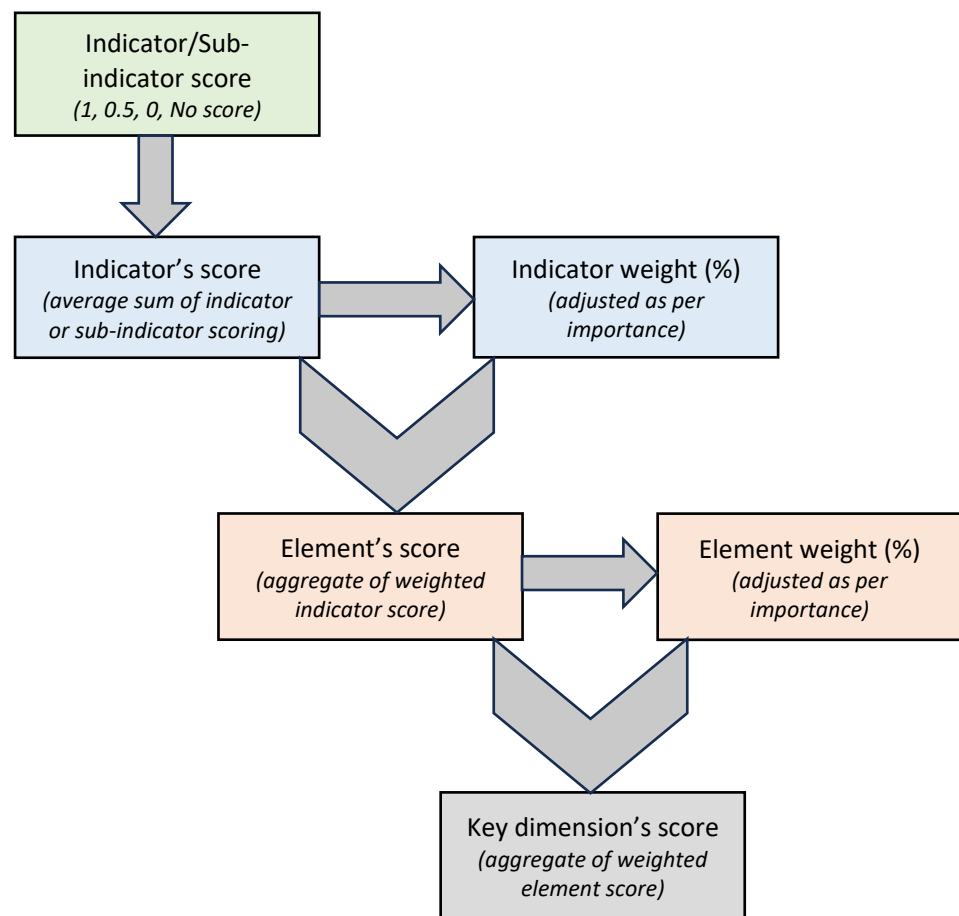 Indicator/Sub-
indicator score
(1, 0.5, 0, No score)
Indicator’s score
(average sum of indicator
or sub-indicator scoring)
Indicator weight (%)
(adjusted as per
importance)
Element’s score
(aggregate of weighted
indicator score)
Element weight (%)
(adjusted as per
importance)
Key dimension’s score
(aggregate of weighted
element score)